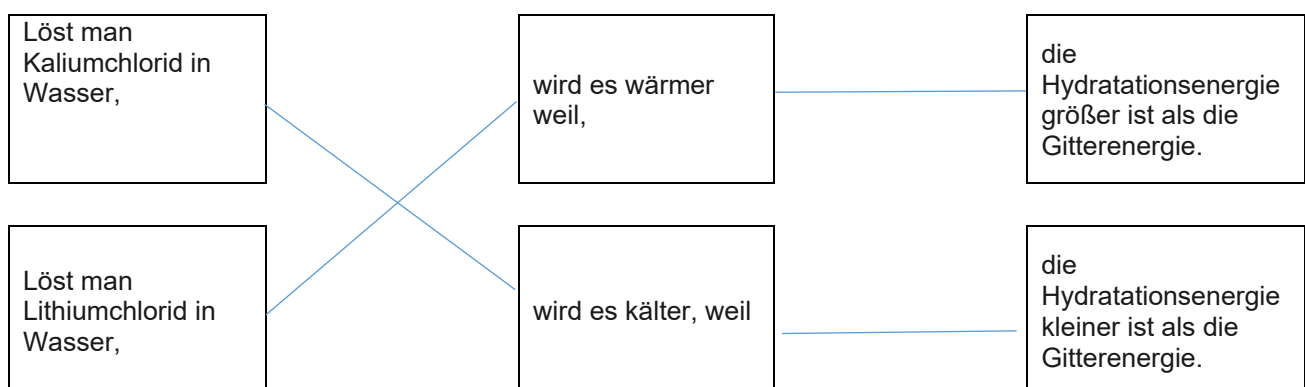 Löst man
Kaliumchlorid in
Wasser,
wird es wärmer
weil,
die
Hydratationsenergie
größer ist als die
Gitterenergie.
Löst man
Lithiumchlorid in
Wasser,
wird es kälter, weil
die
Hydratationsenergie
kleiner ist als die
Gitterenergie.